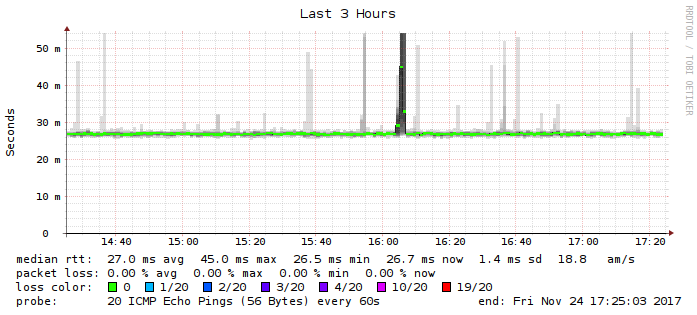 Last 3 Hours
RRDTOOL / TOBI OETIKER
Seconds
50 m
40 m
30 m
20 m
10 m
0
14:40 15:00 15:20 15:40 16:00 16:20 16:40 17:00 17:20
median rtt: 27.0 ms avg 45.0 ms max 26.5 ms min 26.7 ms now 1.4 ms sd 18.8 am/s
packet loss: 0.00 % avg 0.00 % max 0.00 % min 0.00 % now
loss color: 0 1/20 2/20 3/20 4/20 10/20 19/20
probe: 20 ICMP Echo Pings (56 Bytes) every 60s end: Fri Nov 24 17:25:03 2017